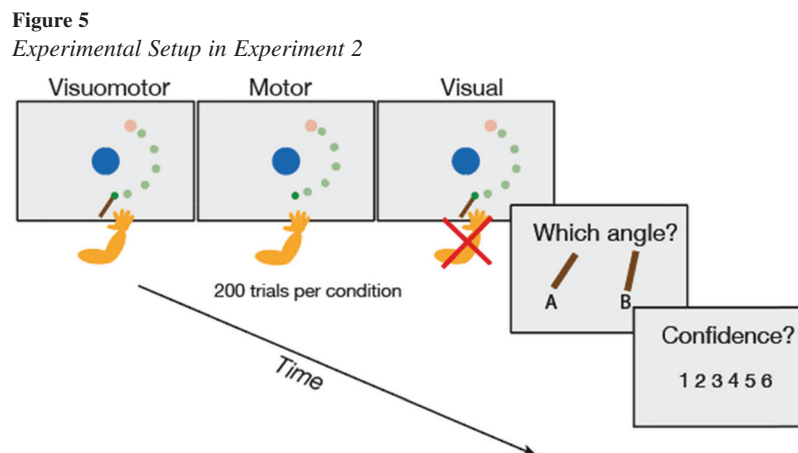 Figure 5
Experimental Setup in Experiment 2
Visuomotor Motor Visual
Which angle?
A B
200 trials per condition
Confidence?
1 2 3 4 5 6
Time